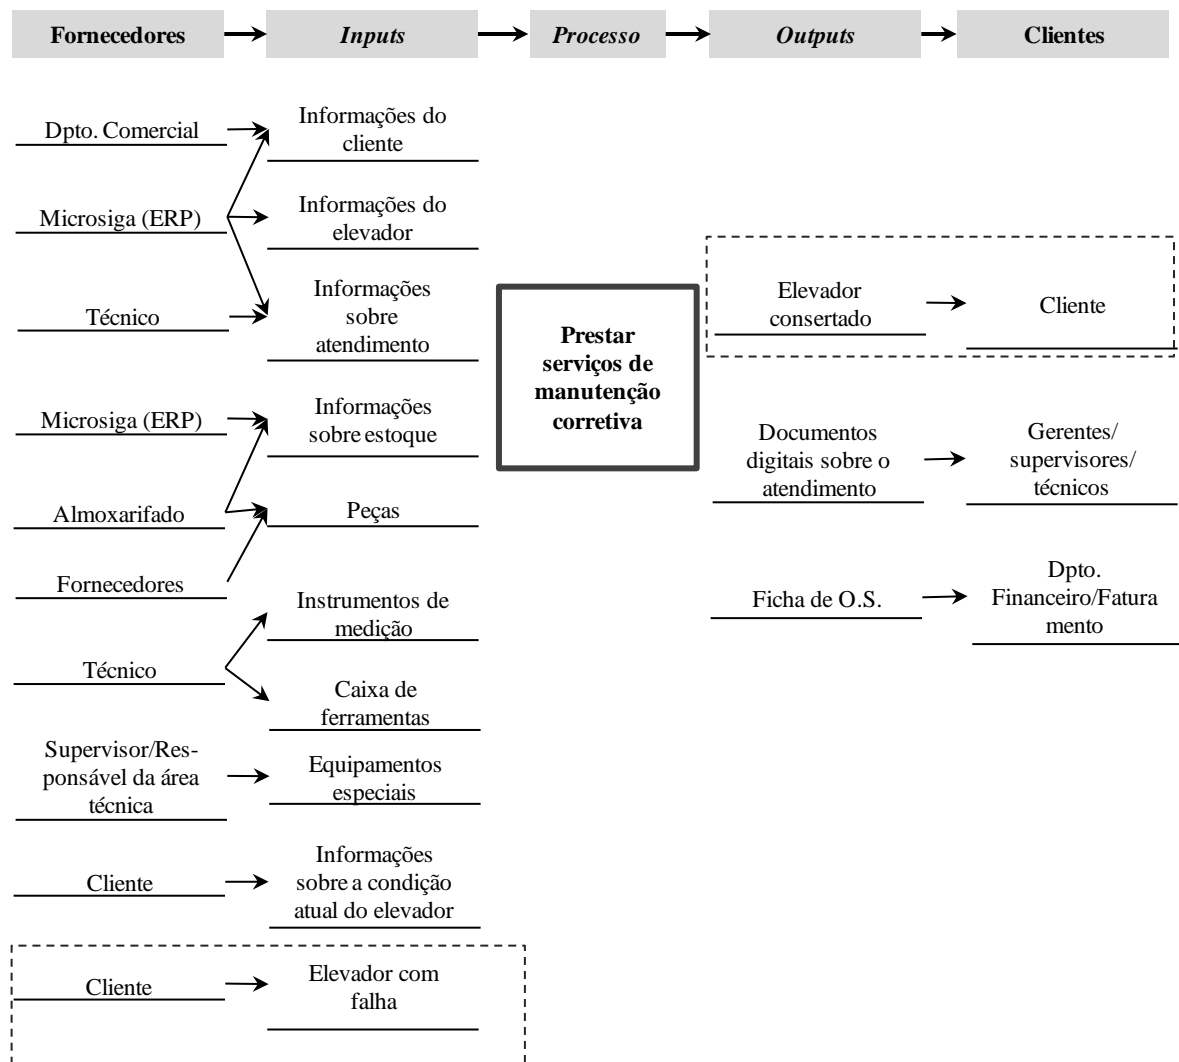 Fornecedores
Inputs
Processo
Outputs
Clientes
Dpto. Comercial
Informações do
cliente
Microsiga (ERP)
Informações do
elevador
Técnico
Informações
sobre
atendimento
Microsiga (ERP)
Informações
sobre estoque
Almoxarifado
Peças
Fornecedores
Instrumentos de
medição
Técnico
Caixa de
ferramentas
Supervisor/Res-
ponsável da área
técnica
Equipamentos
especiais
Cliente
Informações
sobre a condição
atual do elevador
Cliente
Elevador com
falha
Prestar
serviços de
manutenção
corretiva
Elevador
consertado
Cliente
Documentos
digitais sobre o
atendimento
Gerentes/
supervisores/
técnicos
Ficha de O.S.
Dpto.
Financeiro/Fatura
mento